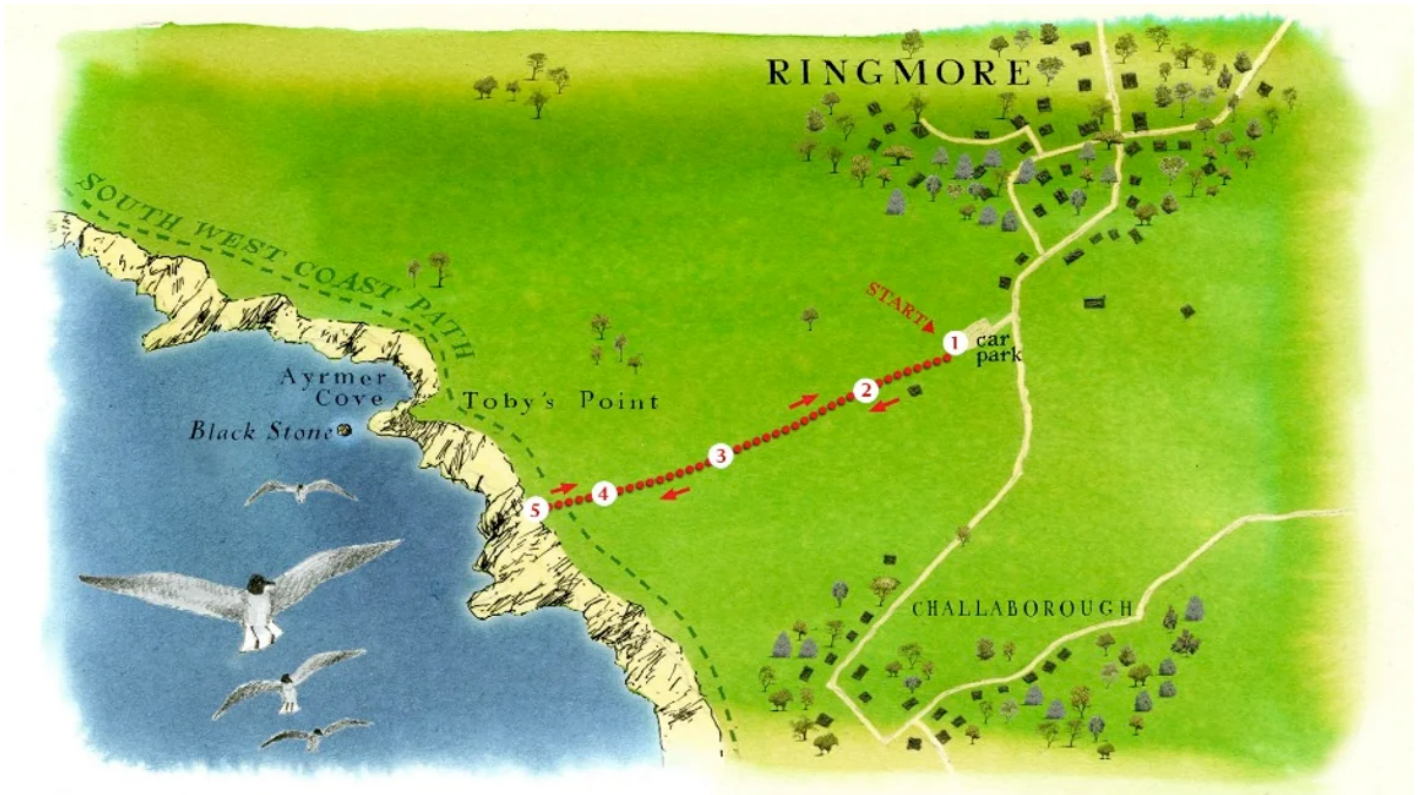 RINGMORE
SOUTH WEST COAST PATH
START
1
car
park
Ayrmer
Cove
Toby's Point
2
Black Stone
3
4
5
CHALLABOROUGH